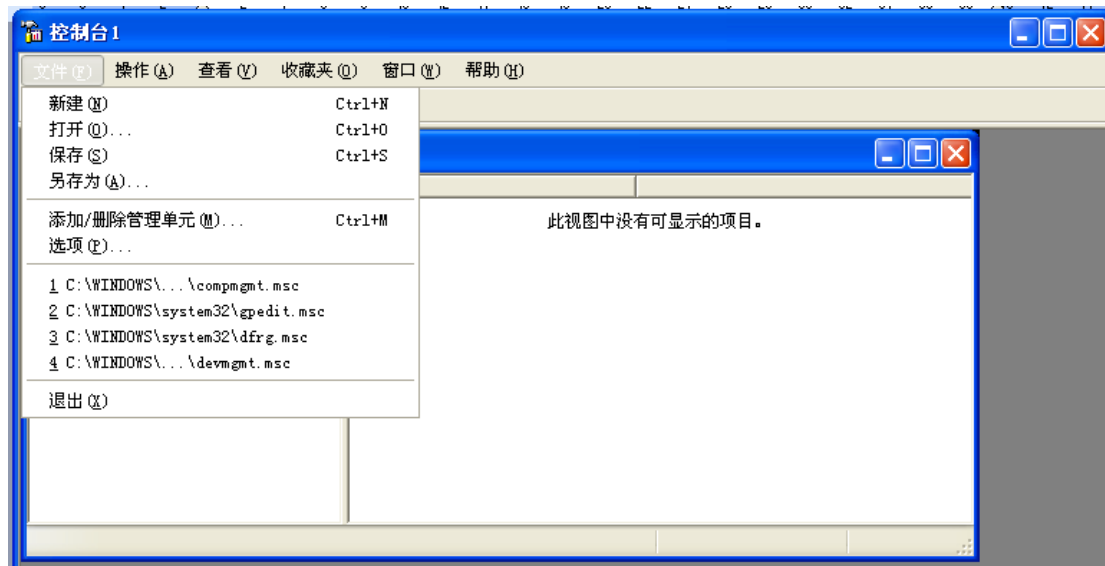 控制台1
文件(F) 操作(A) 查看(V) 收藏夹(O) 窗口(W) 帮助(H)
新建(N) Ctrl+N
打开(O)... Ctrl+O
保存(S) Ctrl+S
另存为(A)...
添加/删除管理单元(M)... Ctrl+M
选项(P)...
1 C:\WINDOWS\...\compmgmt.msc
2 C:\WINDOWS\system32\gpedit.msc
3 C:\WINDOWS\system32\dfrg.msc
4 C:\WINDOWS\...\devmgmt.msc
退出(X)
此视图中没有可显示的项目。